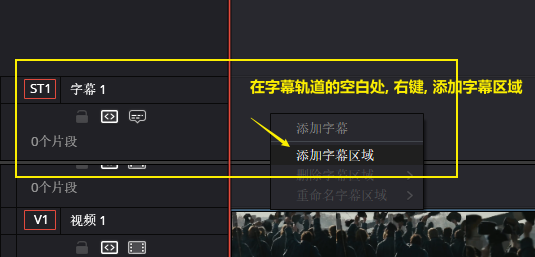 ST1 字幕 1
在字幕轨道的空白处, 右键, 添加字幕区域
0个片段
添加字幕
添加字幕区域
0个片段
删除字幕区域
重命名字幕区域
V1 视频 1